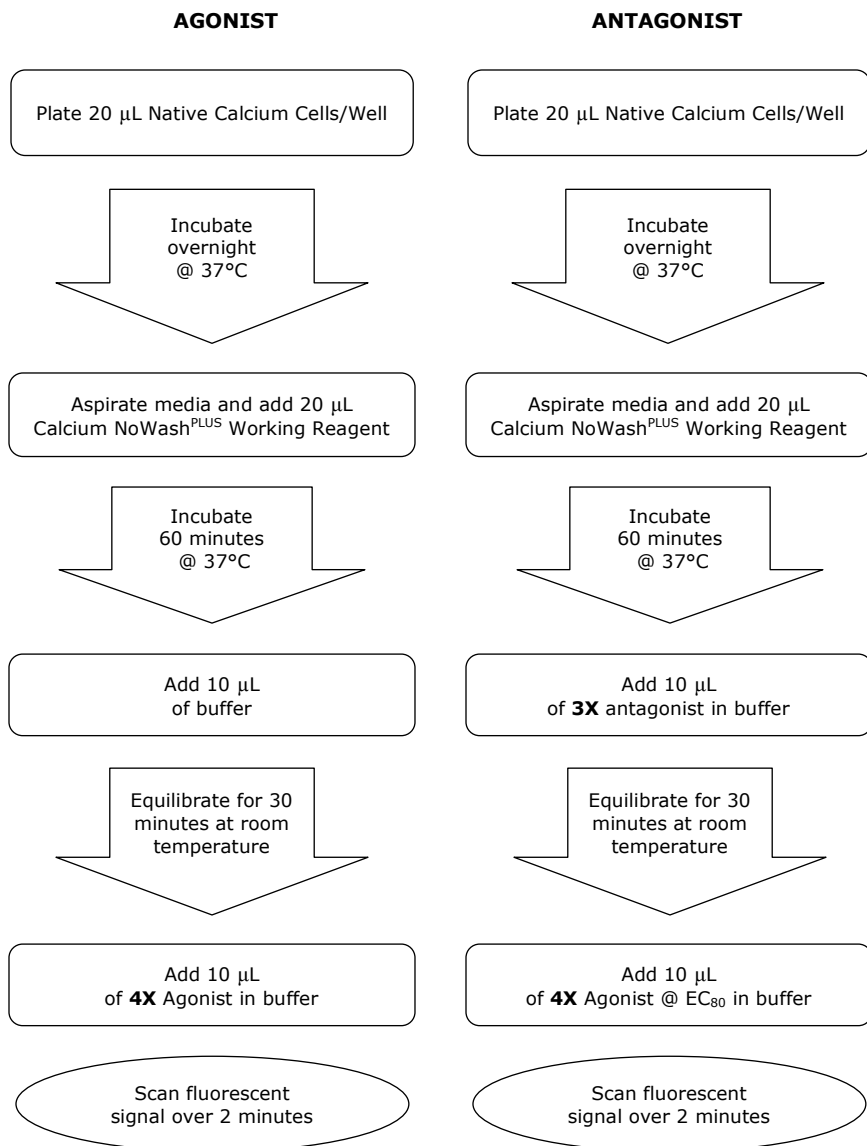 AGONIST
Plate 20 μL Native Calcium Cells/Well
Incubate
overnight
@ 37°C
Aspirate media and add 20 μL
Calcium NoWashPLUS Working Reagent
Incubate
60 minutes
@ 37°C
Add 10 μL
of buffer
Equilibrate for 30
minutes at room
temperature
Add 10 μL
of 4X Agonist in buffer
Scan fluorescent
signal over 2 minutes
ANTAGONIST
Plate 20 μL Native Calcium Cells/Well
Incubate
overnight
@ 37°C
Aspirate media and add 20 μL
Calcium NoWashPLUS Working Reagent
Incubate
60 minutes
@ 37°C
Add 10 μL
of 3X antagonist in buffer
Equilibrate for 30
minutes at room
temperature
Add 10 μL
of 4X Agonist @ EC80 in buffer
Scan fluorescent
signal over 2 minutes